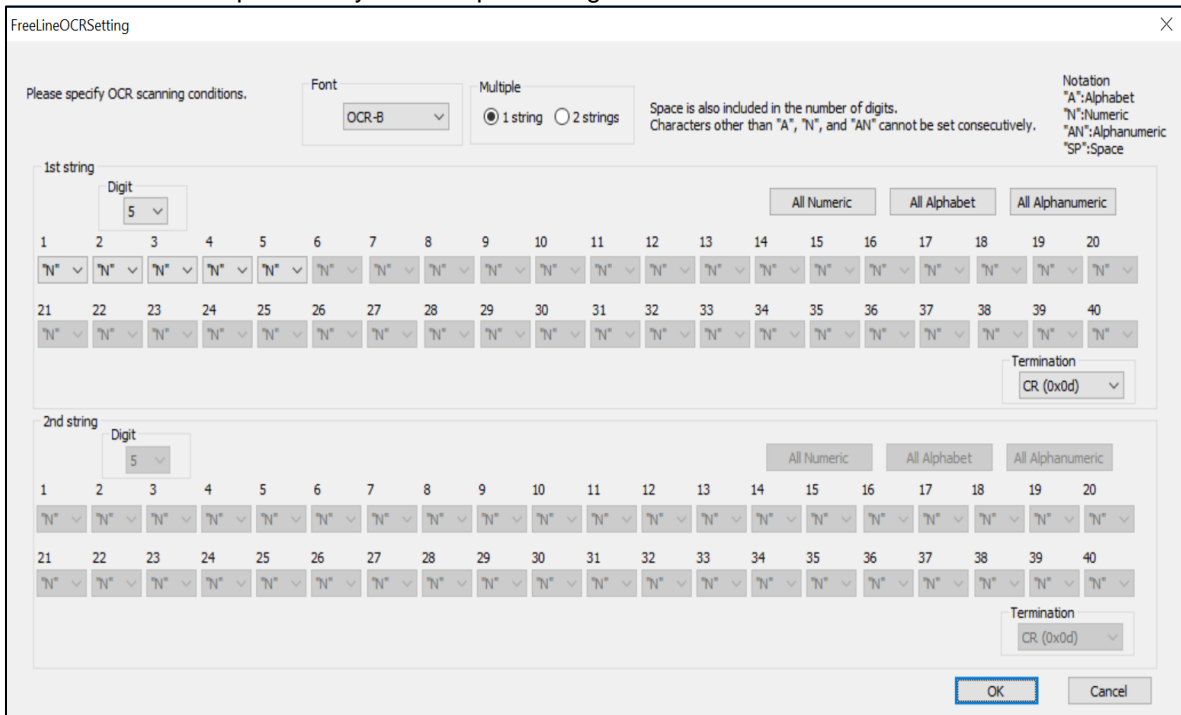 FreeLineOCRSetting
Please specify OCR scanning conditions.
Font
OCR-B
Multiple
1 string 2 strings
Space is also included in the number of digits.
Characters other than "A", "N", and "AN" cannot be set consecutively.
Notation
"A":Alphabet
"N":Numeric
"AN":Alphanumeric
"SP":Space
1st string
Digit
5
All Numeric All Alphabet All Alphanumeric
1 2 3 4 5 6 7 8 9 10 11 12 13 14 15 16 17 18 19 20
"N" "N" "N" "N" "N" "N" "N" "N" "N" "N" "N" "N" "N" "N" "N" "N" "N" "N" "N" "N"
21 22 23 24 25 26 27 28 29 30 31 32 33 34 35 36 37 38 39 40
"N" "N" "N" "N" "N" "N" "N" "N" "N" "N" "N" "N" "N" "N" "N" "N" "N" "N" "N" "N"
Termination
CR (0x0d)
2nd string
Digit
5
All Numeric All Alphabet All Alphanumeric
1 2 3 4 5 6 7 8 9 10 11 12 13 14 15 16 17 18 19 20
"N" "N" "N" "N" "N" "N" "N" "N" "N" "N" "N" "N" "N" "N" "N" "N" "N" "N" "N" "N"
21 22 23 24 25 26 27 28 29 30 31 32 33 34 35 36 37 38 39 40
"N" "N" "N" "N" "N" "N" "N" "N" "N" "N" "N" "N" "N" "N" "N" "N" "N" "N" "N" "N"
Termination
CR (0x0d)
OK Cancel